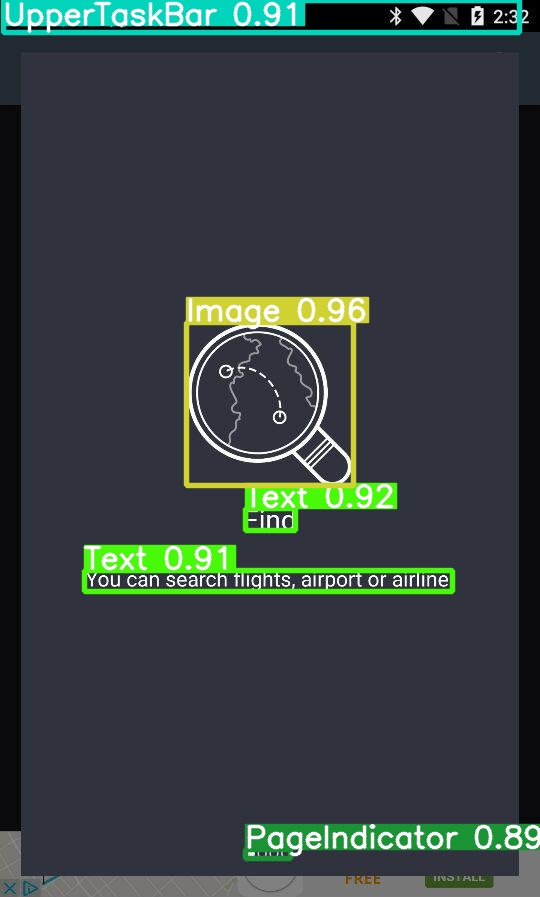 UpperTaskBar 0.91
2:32
Image 0.96
Text 0.92
Find
Text 0.91
You can search flights, airport or airline
PageIndicator 0.89
FREE
INSTALL